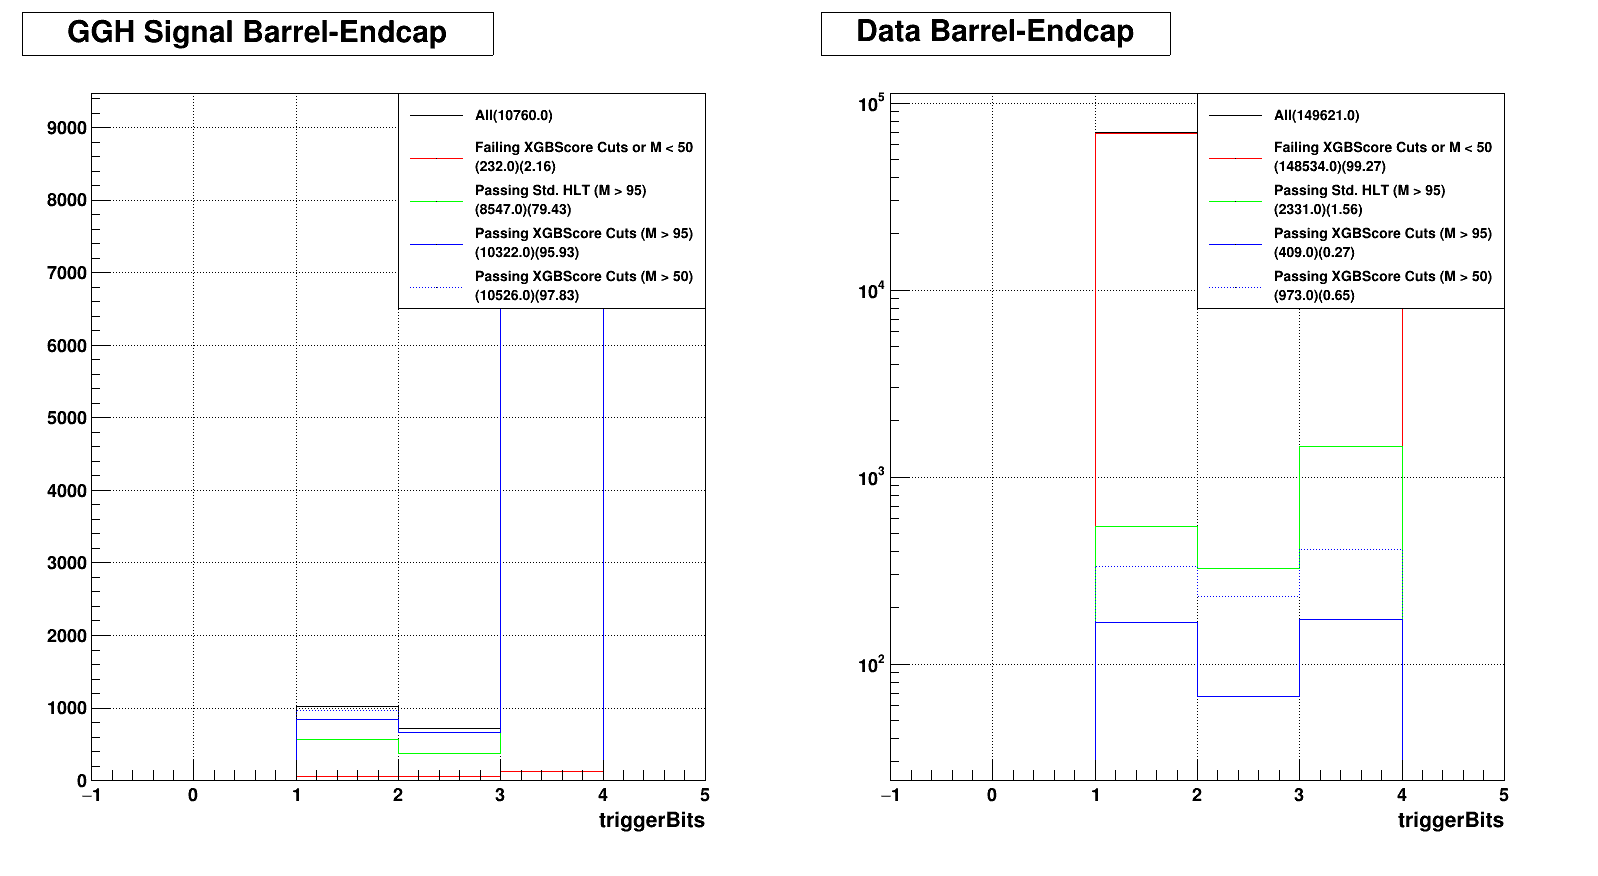 GGH Signal Barrel-Endcap
All(10760.0)
Failing XGBScore Cuts or M < 50
(232.0)(2.16)
Passing Std. HLT (M > 95)
(8547.0)(79.43)
Passing XGBScore Cuts (M > 95)
(10322.0)(95.93)
Passing XGBScore Cuts (M > 50)
(10526.0)(97.83)
9000
8000
7000
6000
5000
4000
3000
2000
1000
0
−1 0 1 2 3 4 5
triggerBits
Data Barrel-Endcap
All(149621.0)
Failing XGBScore Cuts or M < 50
(148534.0)(99.27)
Passing Std. HLT (M > 95)
(2331.0)(1.56)
Passing XGBScore Cuts (M > 95)
(409.0)(0.27)
Passing XGBScore Cuts (M > 50)
(973.0)(0.65)
10⁵
10⁴
10³
10²
−1 0 1 2 3 4 5
triggerBits